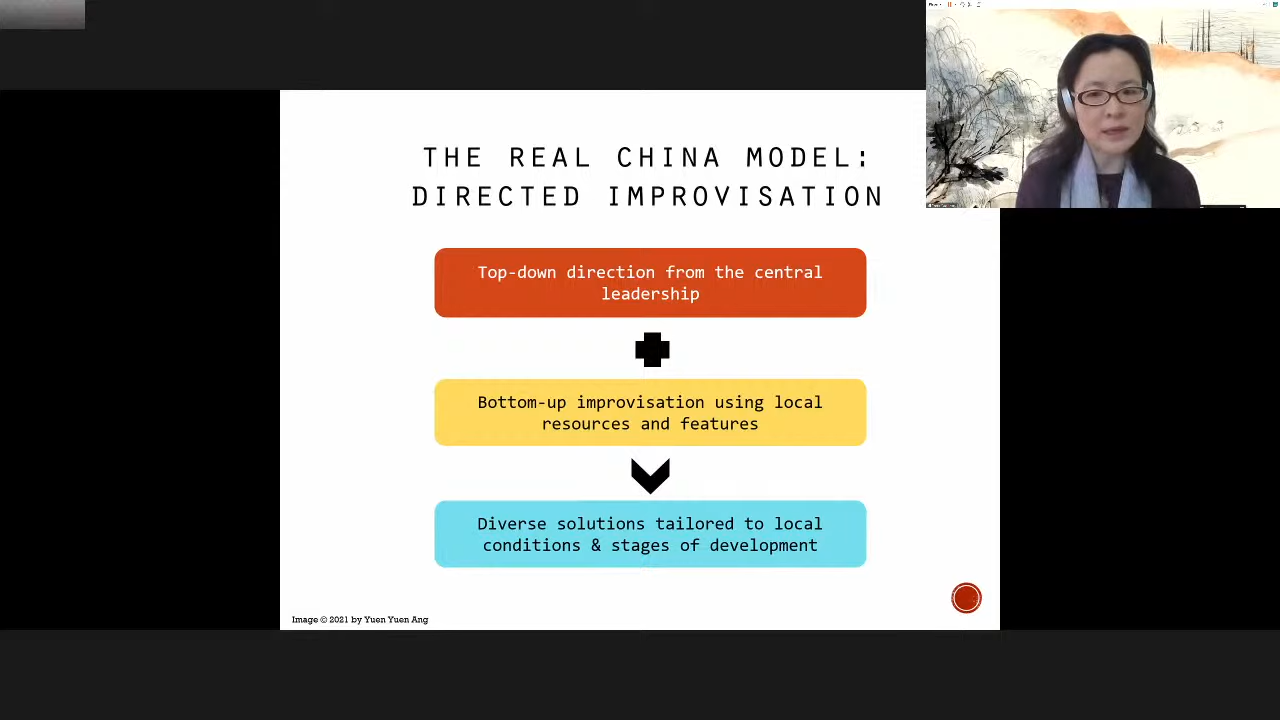 THE REAL CHINA MODEL:
DIRECTED IMPROVISATION
Top-down direction from the central
leadership
Bottom-up improvisation using local
resources and features
Diverse solutions tailored to local
conditions & stages of development
Image © 2021 by Yuen Yuen Ang